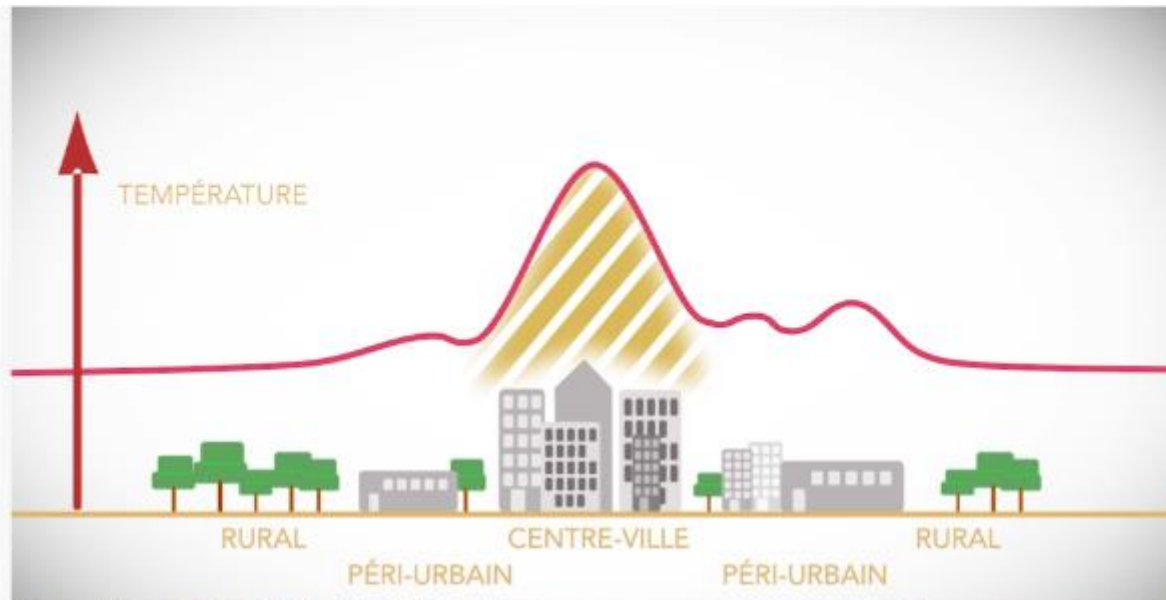 TEMPÉRATURE
RURAL
CENTRE-VILLE
RURAL
PÉRI-URBAIN
PÉRI-URBAIN